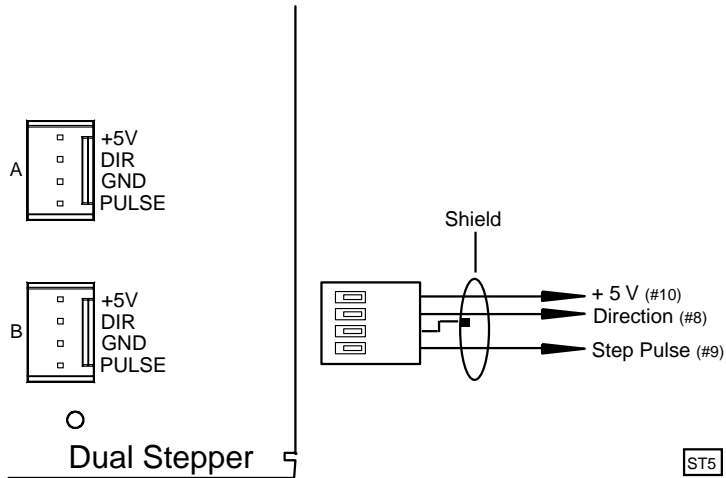 A
+5V
DIR
GND
PULSE
B
+5V
DIR
GND
PULSE
Dual Stepper
Shield
+ 5 V (#10)
Direction (#8)
Step Pulse (#9)
ST5